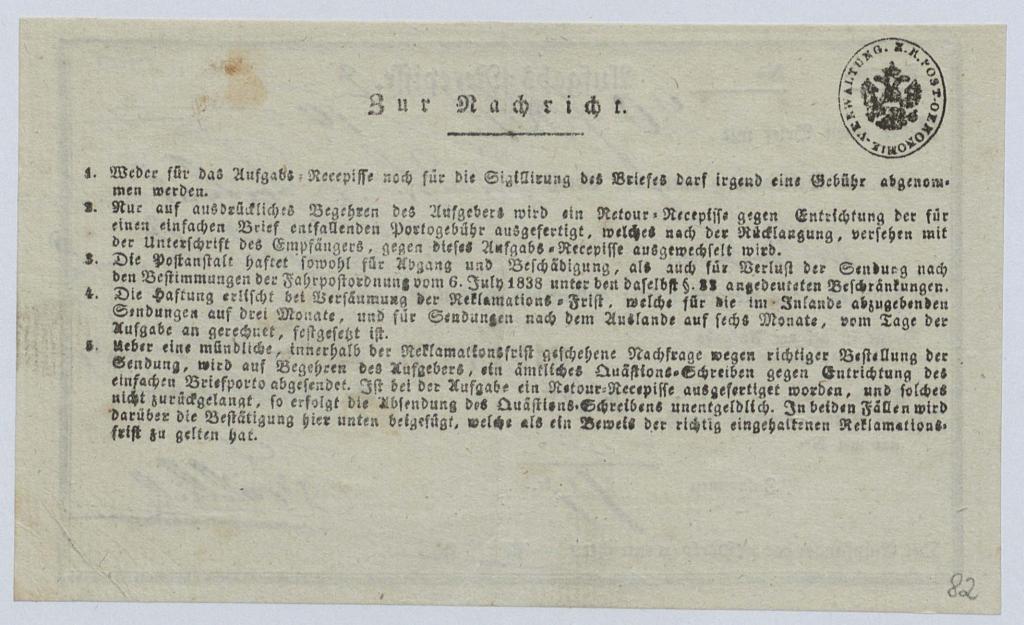 Zur Nachricht.
K. K. POST-OEKONOMIE-VERWALTUNG.
1. Weder für das Aufgabs-Recepisse noch für die Sigillirung des Briefes darf irgend eine Gebühr abgenom-
men werden.
2. Nur auf ausdrückliches Begehren des Aufgebers wird ein Retour-Recepisse gegen Entrichtung der für
einen einfachen Brief entfallenden Portogebühr ausgefertigt, welches nach der Rücklangung, versehen mit
der Unterschrift des Empfängers, gegen dieses Aufgabs-Recepisse ausgewechselt wird.
3. Die Postanstalt haftet sowohl für Abgang und Beschädigung, als auch für Verlust der Sendung nach
den Bestimmungen der Fahrpostordnung vom 6. July 1838 unter den daselbst §. 33 angedeuteten Beschränkungen.
4. Die Haftung erlischt bei Versäumung der Reklamations-Frist, welche für die im Inlande abzugebenden
Sendungen auf drei Monate, und für Sendungen nach dem Auslande auf sechs Monate, vom Tage der
Aufgabe an gerechnet, festgesetzt ist.
5. Ueber eine mündliche, innerhalb der Reklamationsfrist geschehene Nachfrage wegen richtiger Bestellung der
Sendung, wird auf Begehren des Aufgebers, ein ämtliches Quästions-Schreiben gegen Entrichtung des
einfachen Briefporto abgesendet. Ist bei der Aufgabe ein Retour-Recepisse ausgefertiget worden, und solches
nicht zurückgelangt, so erfolgt die Absendung des Quästions-Schreibens unentgeldlich. In beiden Fällen wird
darüber die Bestätigung hier unten beigefügt, welche als ein Beweis der richtig eingehaltenen Reklamations-
frist zu gelten hat.
82